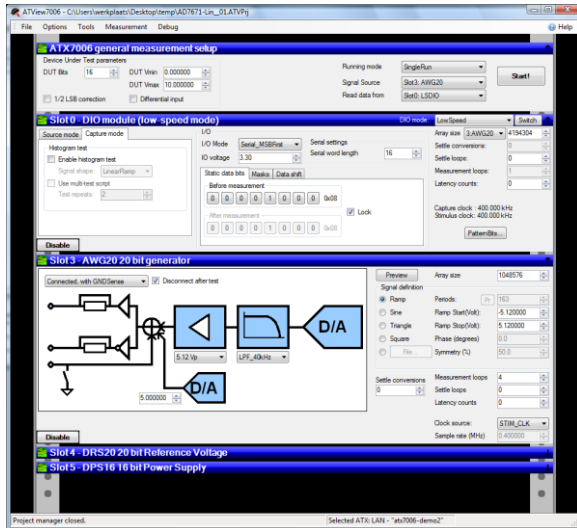 ATView7006 - C:\Users\werkplaats\Desktop\temp\AD7671-Lin_01.ATVPrj
File Options Tools Measurement Debug Help
ATX7006 general measurement setup
Device Under Test parameters
DUT Bits 16 DUT Vmin 0.000000
DUT Vmax 10.000000
1/2 LSB correction Differential input
Running mode SingleRun
Signal Source Slot3: AWG20
Read data from Slot0: LSDIO
Start!
Slot 0 - DIO module (low-speed mode)
DIO mode LowSpeed Switch
Source mode Capture mode
Histogram test
Enable histogram test
Signal shape: LinearRamp
Use multi-test script
Test repeats: 2
Disable
I/O
I/O Mode Serial_MSBFirst
IO voltage 3.30
Serial settings
Serial word length 16
Static data bits Masks Data shift
Before measurement
0 0 0 0 1 0 0 0 0x08
After measurement
0 0 0 0 1 0 0 0 0x08
Lock
Array size 3:AWG20 4194304
Settle conversions: 0
Settle loops: 0
Measurement loops: 1
Latency counts: 0
Capture clock : 400.000 kHz
Stimulus clock : 400.000 kHz
PatternBits...
Slot 3 - AWG20 20 bit generator
Connected, with GNDSense Disconnect after test
D/A
5.12 Vp LPF_40kHz
D/A
5.000000
Disable
Preview Array size 1048576
Signal definition
Ramp Periods: Pr 163
Sine Ramp Start(Volt): -5.120000
Triangle Ramp Stop(Volt): 5.120000
Square Phase (degrees) 0.0
File... Symmetry (%) 50.0
Settle conversions
0
Measurement loops 4
Settle loops 0
Latency counts 0
Clock source: STIM_CLK
Sample rate (MHz) 0.400000
Slot 4 - DRS20 20 bit Reference Voltage
Slot 5 - DPS16 16 bit Power Supply
Project manager closed. Selected ATX: LAN - "atx7006-demo2"